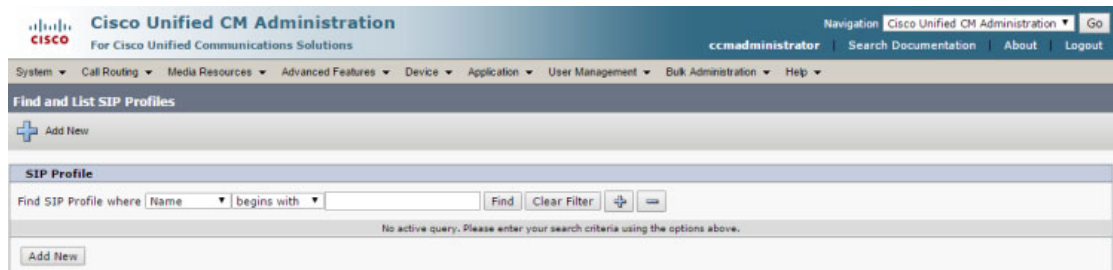 Cisco Unified CM Administration
CISCO
For Cisco Unified Communications Solutions
Navigation Cisco Unified CM Administration Go
ccmadministrator Search Documentation About Logout
System Call Routing Media Resources Advanced Features Device Application User Management Bulk Administration Help
Find and List SIP Profiles
Add New
SIP Profile
Find SIP Profile where Name begins with Find Clear Filter
No active query. Please enter your search criteria using the options above.
Add New